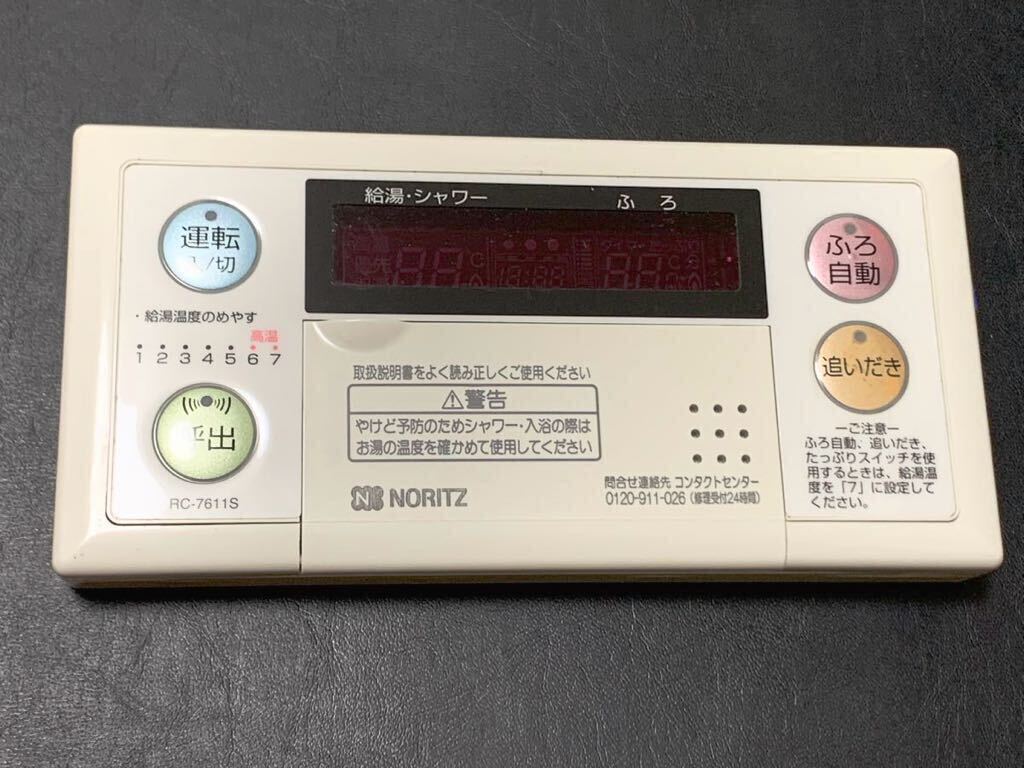 給湯・シャワー
ふ ろ
運転
入/切
・給湯温度のめやす
高温
1 2 3 4 5 6 7
呼出
RC-7611S
取扱説明書をよく読み正しくご使用ください
⚠警告
やけど予防のためシャワー・入浴の際は
お湯の温度を確かめて使用してください
NORITZ
問合せ連絡先 コンタクトセンター
0120-911-026（修理受付24時間）
ふろ
自動
追いだき
ーご注意ー
ふろ自動、追いだき、
たっぷりスイッチを使
用するときは、給湯温
度を「7」に設定して
ください。